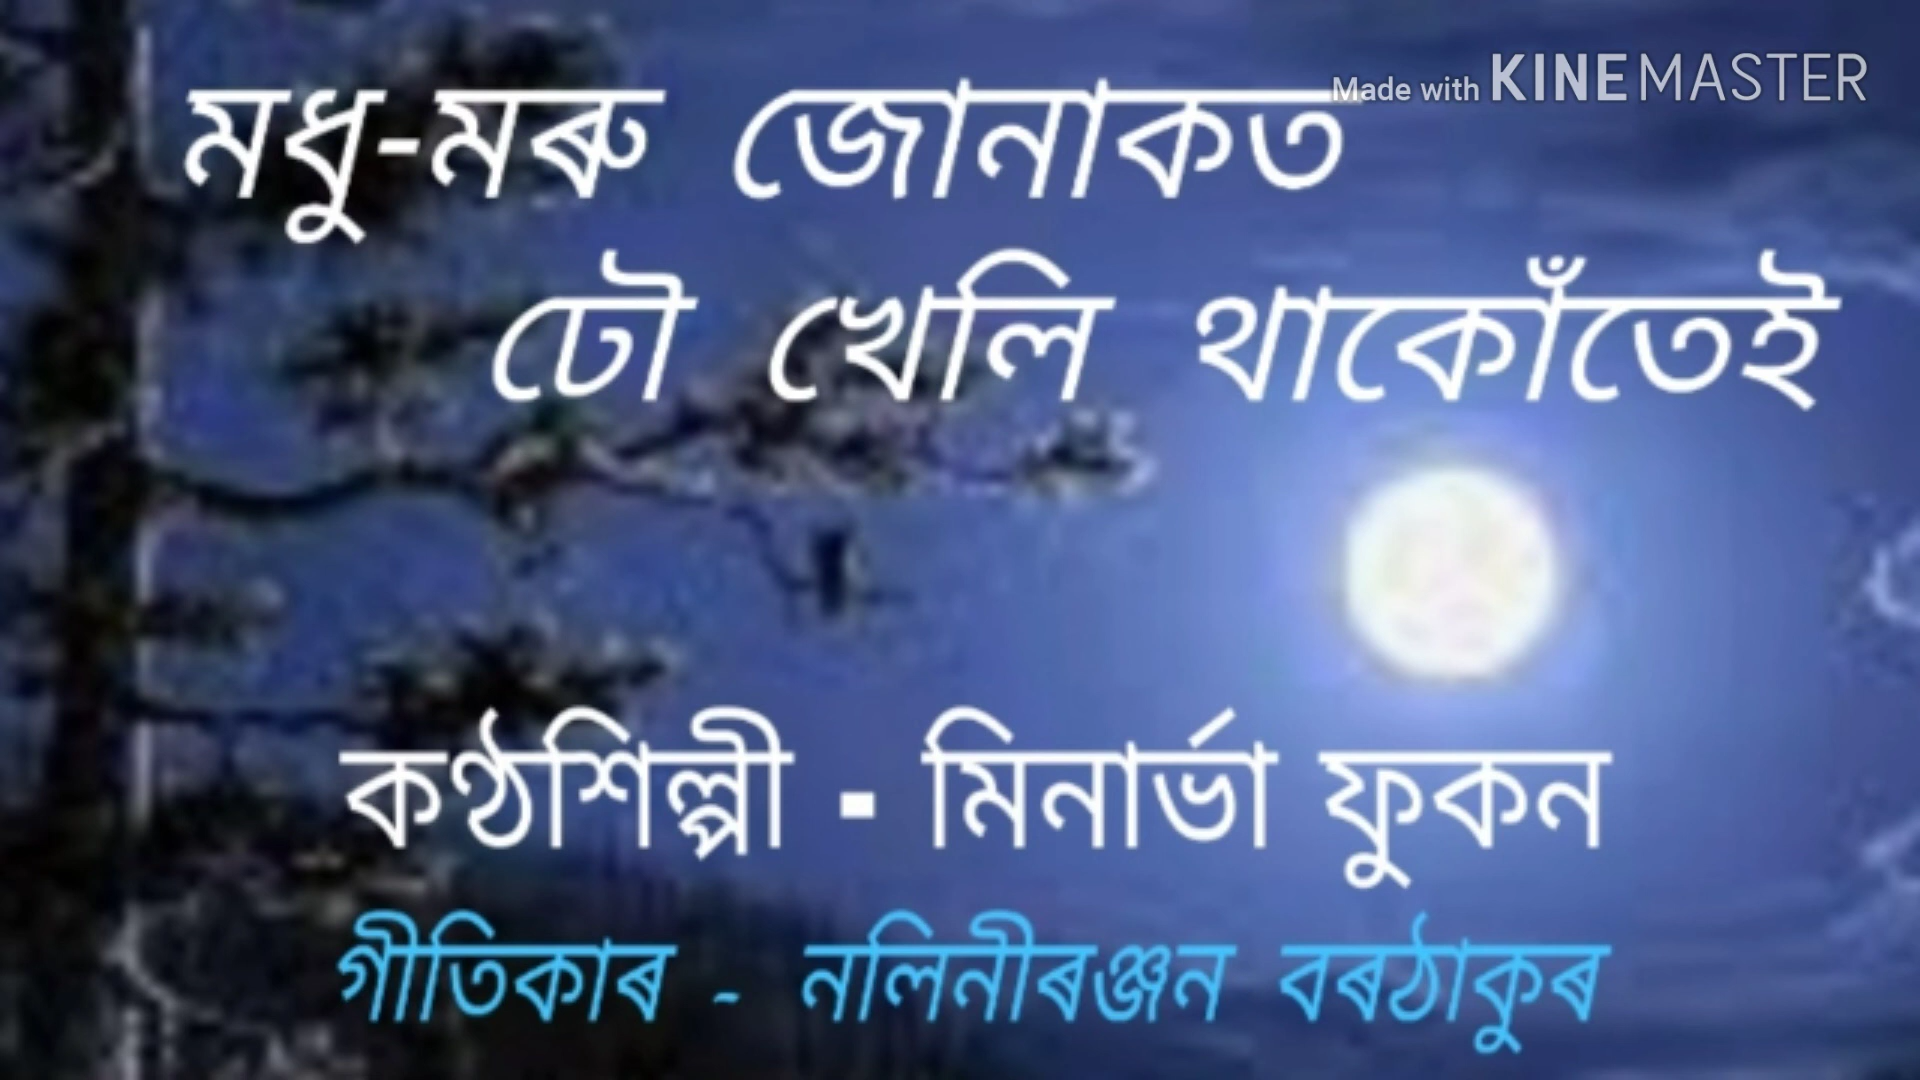 Made with KINEMASTER
মধু-মৰু জোনাকত
ঢৌ খেলি থাকোঁতেই
কণ্ঠশিল্পী - মিনাৰ্ভা ফুকন
গীতিকাৰ - নলিনীৰঞ্জন বৰঠাকুৰ